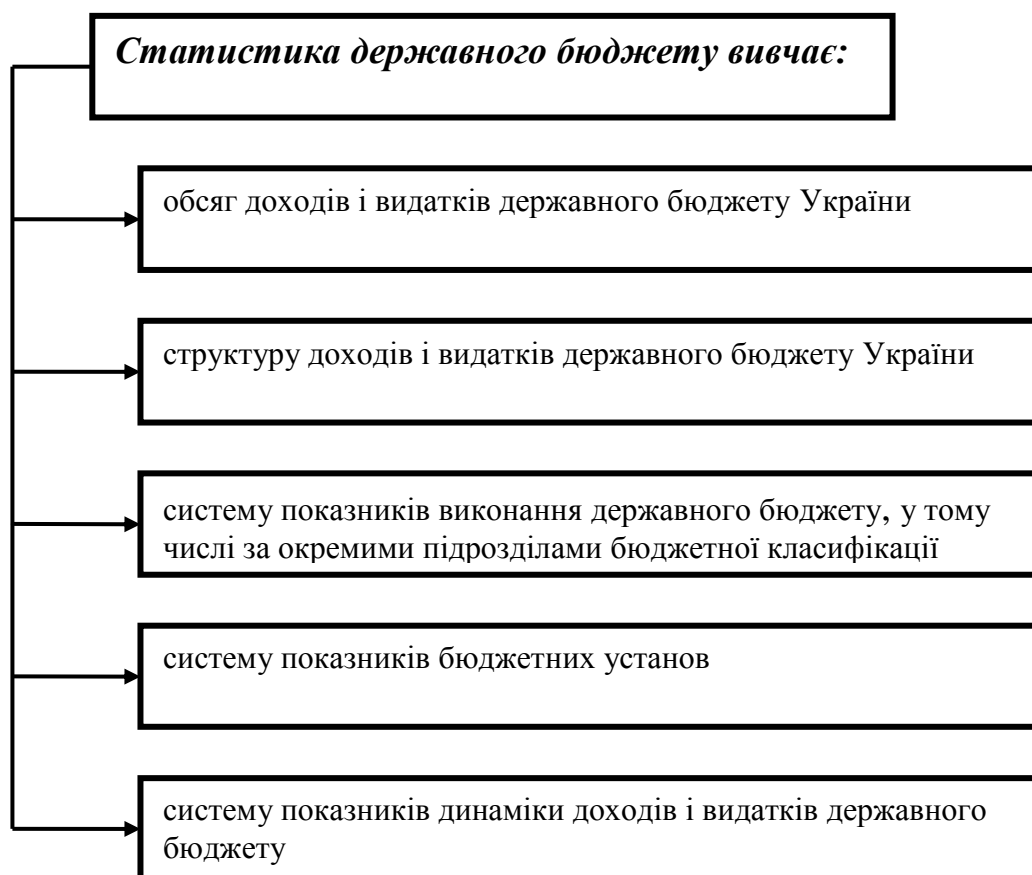 Статистика державного бюджету вивчає:
обсяг доходів і видатків державного бюджету України
структуру доходів і видатків державного бюджету України
систему показників виконання державного бюджету, у тому
числі за окремими підрозділами бюджетної класифікації
систему показників бюджетних установ
систему показників динаміки доходів і видатків державного
бюджету